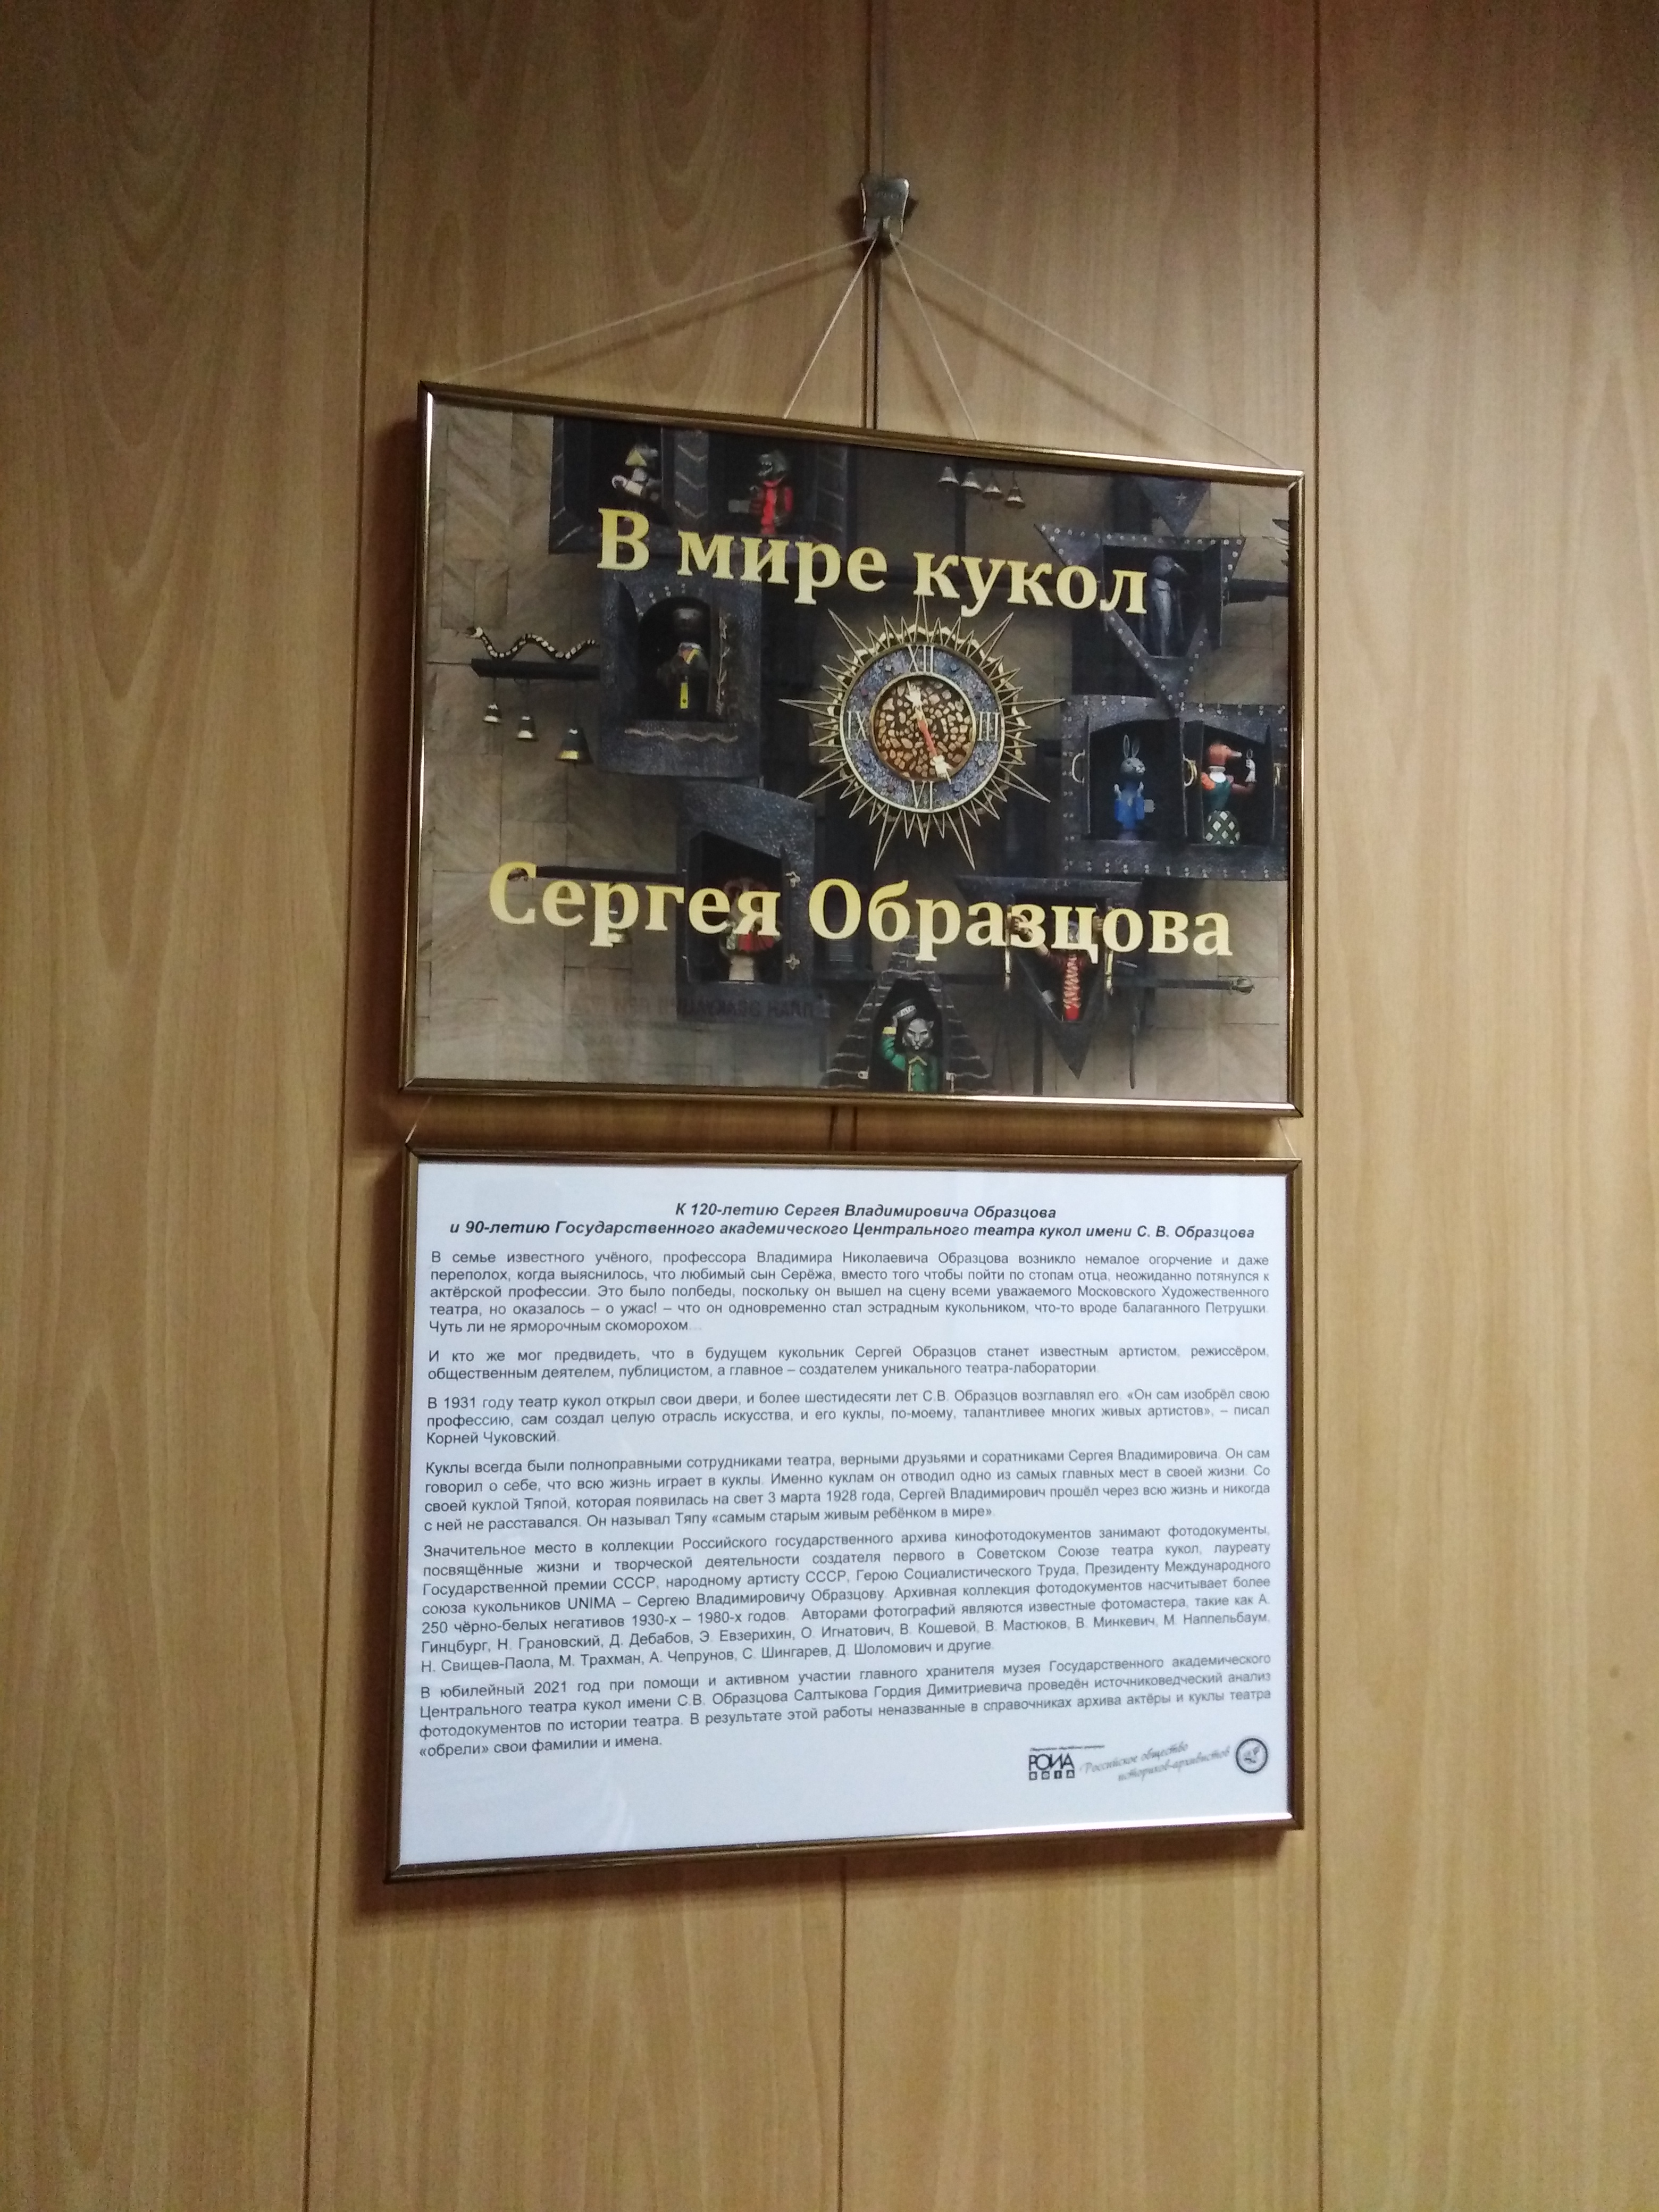 В мире кукол
XII
IX
III
VI
Сергея Образцова
К 120-летию Сергея Владимировича Образцова
и 90-летию Государственного академического Центрального театра кукол имени С. В. Образцова
В семье известного учёного, профессора Владимира Николаевича Образцова возникло немалое огорчение и даже
переполох, когда выяснилось, что любимый сын Серёжа, вместо того чтобы пойти по стопам отца, неожиданно потянулся к
актёрской профессии. Это было полбеды, поскольку он вышел на сцену всеми уважаемого Московского Художественного
театра, но оказалось – о ужас! – что он одновременно стал эстрадным кукольником, что-то вроде балаганного Петрушки.
Чуть ли не ярморочным скоморохом...
И кто же мог предвидеть, что в будущем кукольник Сергей Образцов станет известным артистом, режиссёром,
общественным деятелем, публицистом, а главное – создателем уникального театра-лаборатории.
В 1931 году театр кукол открыл свои двери, и более шестидесяти лет С.В. Образцов возглавлял его. «Он сам изобрёл свою
профессию, сам создал целую отрасль искусства, и его куклы, по-моему, талантливее многих живых артистов», – писал
Корней Чуковский.
Куклы всегда были полноправными сотрудниками театра, верными друзьями и соратниками Сергея Владимировича. Он сам
говорил о себе, что всю жизнь играет в куклы. Именно куклам он отводил одно из самых главных мест в своей жизни. Со
своей куклой Тяпой, которая появилась на свет 3 марта 1928 года, Сергей Владимирович прошёл через всю жизнь и никогда
с ней не расставался. Он называл Тяпу «самым старым живым ребёнком в мире».
Значительное место в коллекции Российского государственного архива кинофотодокументов занимают фотодокументы,
посвящённые жизни и творческой деятельности создателя первого в Советском Союзе театра кукол, лауреату
Государственной премии СССР, народному артисту СССР, Герою Социалистического Труда, Президенту Международного
союза кукольников UNIMA – Сергею Владимировичу Образцову. Архивная коллекция фотодокументов насчитывает более
250 чёрно-белых негативов 1930-х – 1980-х годов. Авторами фотографий являются известные фотомастера, такие как А.
Гинцбург, Н. Грановский, Д. Дебабов, Э. Евзерихин, О. Игнатович, В. Кошевой, В. Мастюков, В. Минкевич, М. Наппельбаум,
Н. Свищев-Паола, М. Трахман, А. Чепрунов, С. Шингарев, Д. Шоломович и другие.
В юбилейный 2021 год при помощи и активном участии главного хранителя музея Государственного академического
Центрального театра кукол имени С.В. Образцова Салтыкова Гордия Димитриевича проведён источниковедческий анализ
фотодокументов по истории театра. В результате этой работы неназванные в справочниках архива актёры и куклы театра
«обрели» свои фамилии и имена.
РОИА
Российское общество
историков-архивистов